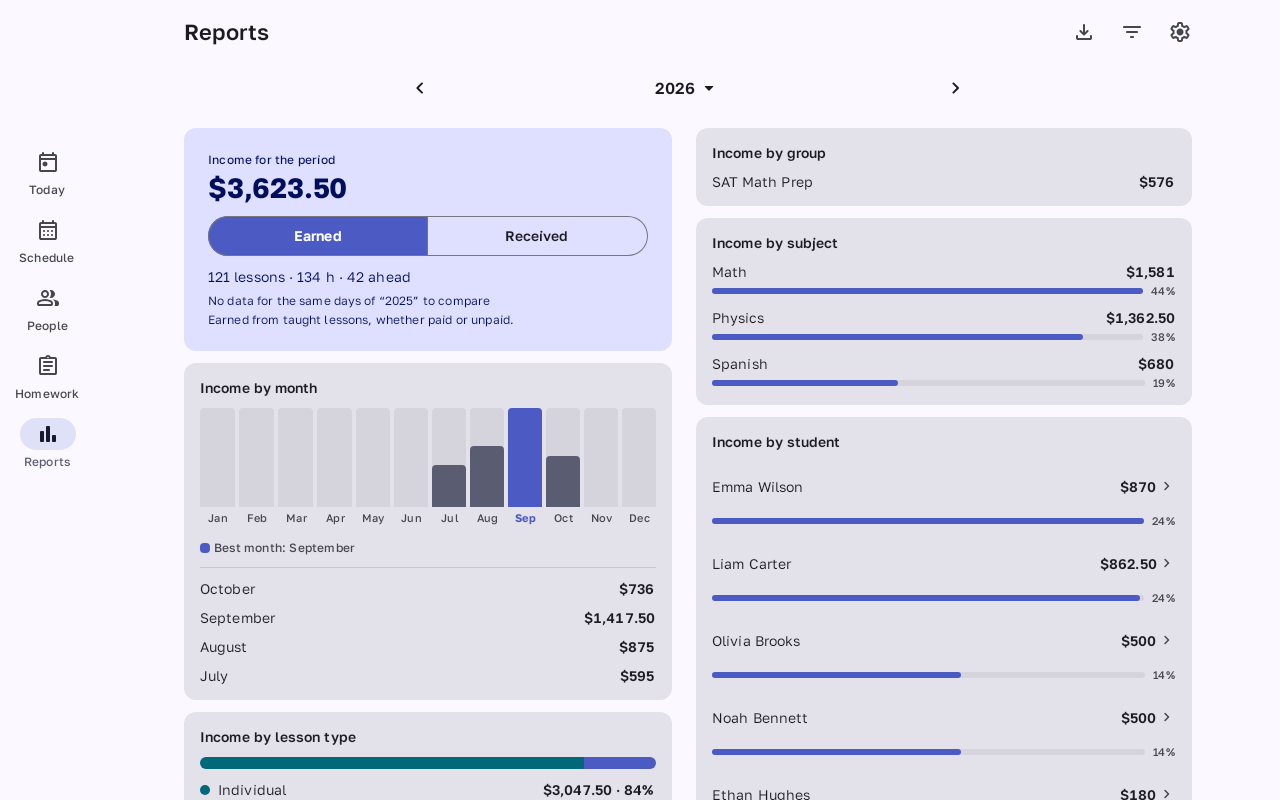 Reports
2026
Today
Schedule
People
Homework
Reports
Income for the period
$3,623.50
Earned
Received
121 lessons · 134 h · 42 ahead
No data for the same days of “2025” to compare
Earned from taught lessons, whether paid or unpaid.
Income by month
Jan Feb Mar Apr May Jun Jul Aug Sep Oct Nov Dec
Best month: September
October $736
September $1,417.50
August $875
July $595
Income by lesson type
Individual $3,047.50 · 84%
Income by group
SAT Math Prep $576
Income by subject
Math $1,581
44%
Physics $1,362.50
38%
Spanish $680
19%
Income by student
Emma Wilson $870
24%
Liam Carter $862.50
24%
Olivia Brooks $500
14%
Noah Bennett $500
14%
Ethan Hughes $180